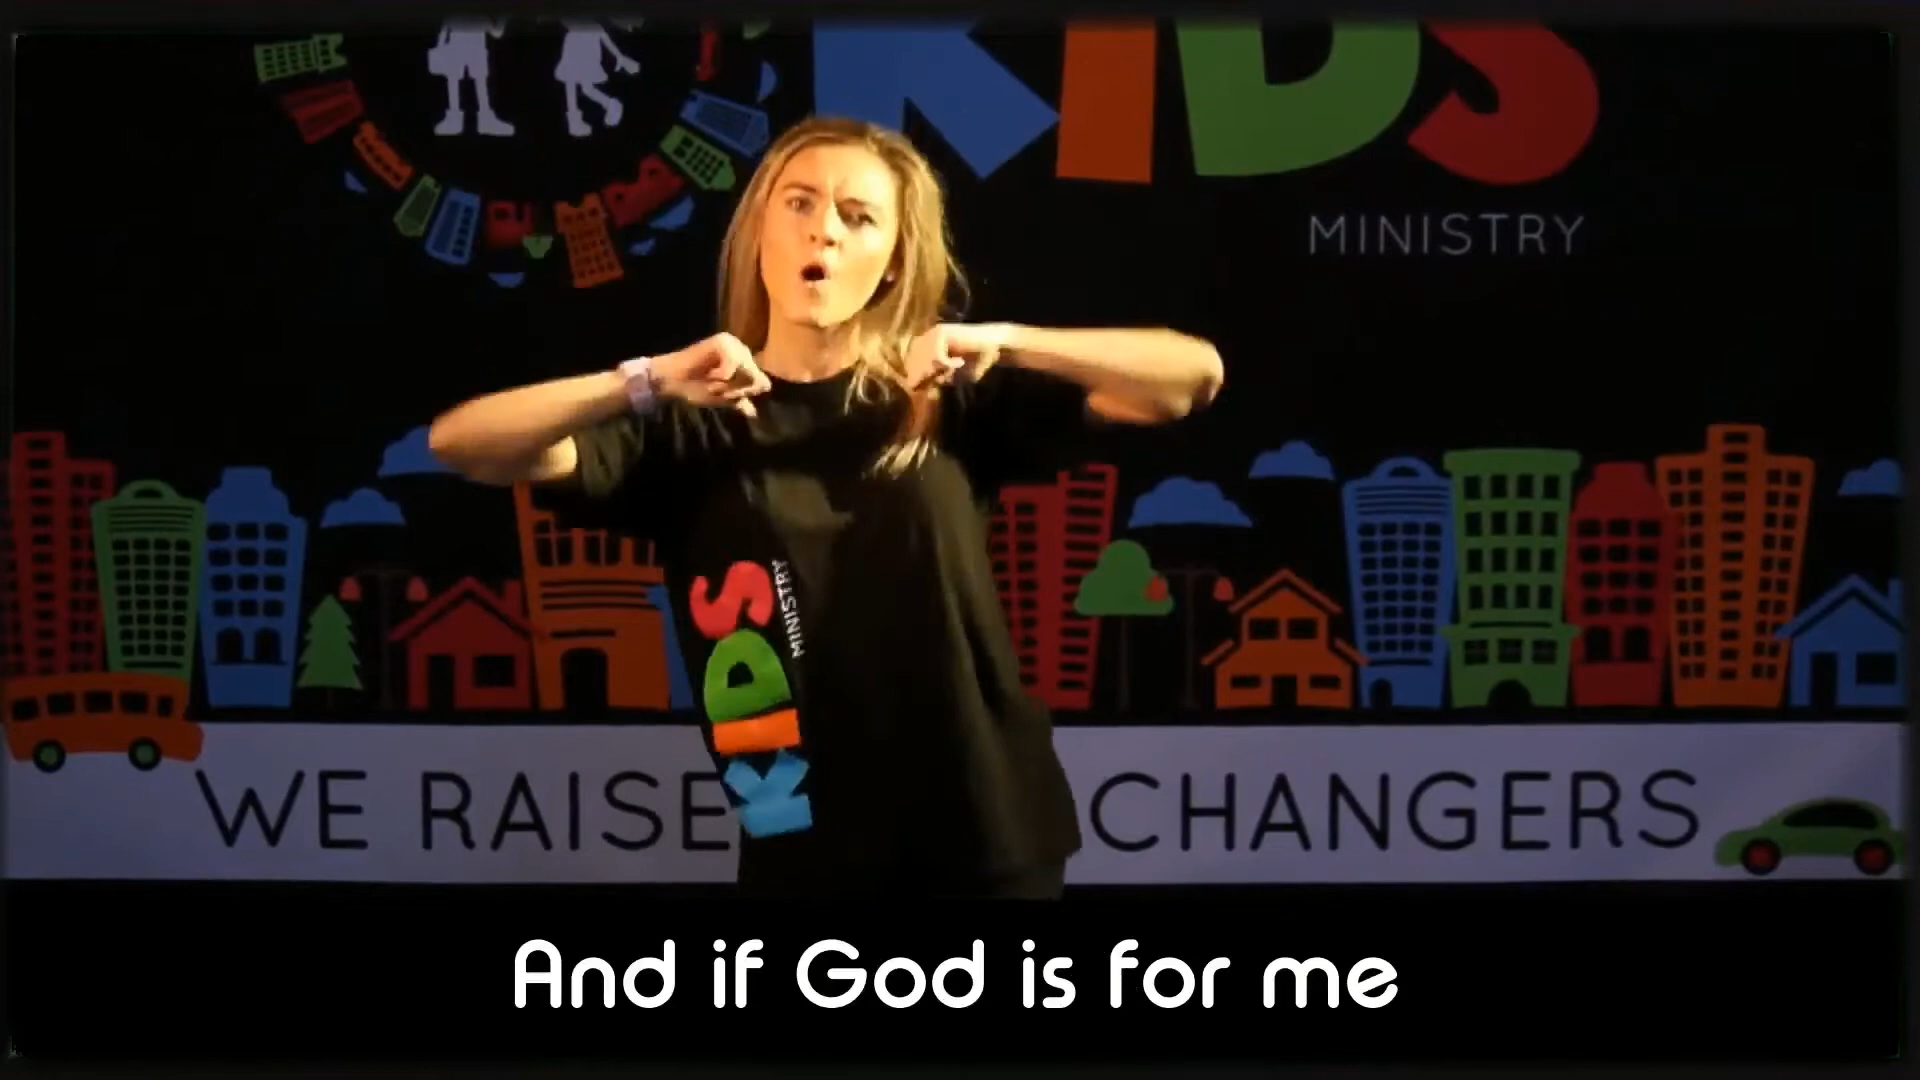 KIDS
MINISTRY
KIDS
MINISTRY
WE RAISE CHANGERS
And if God is for me